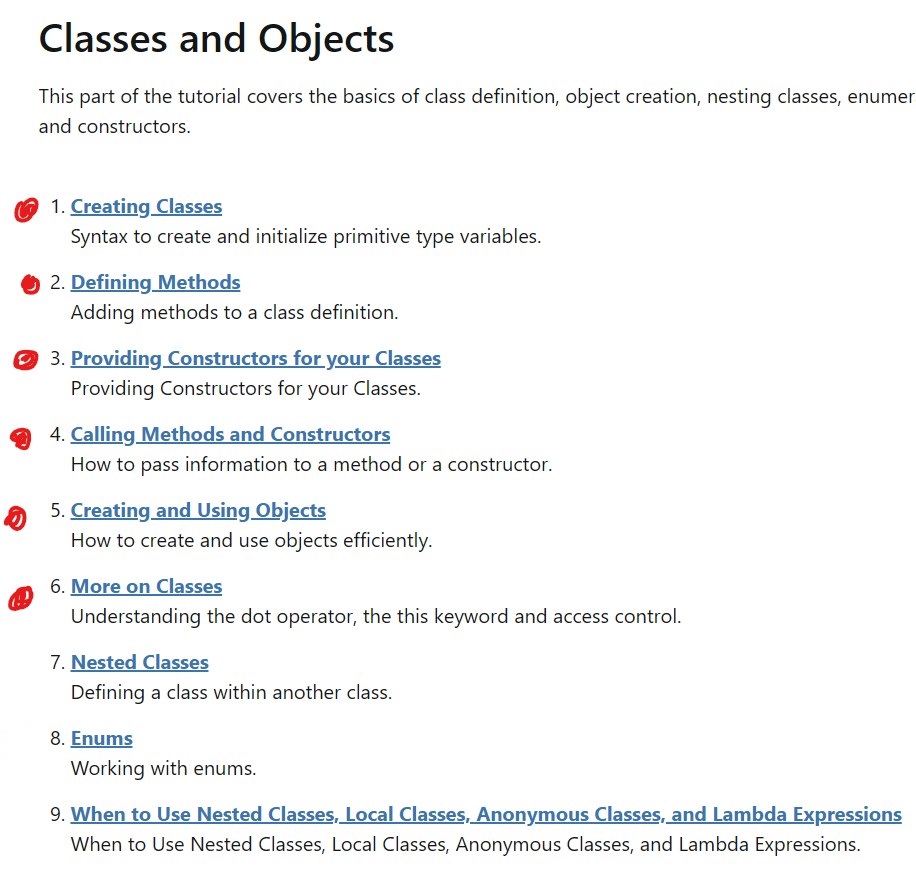 Classes and Objects
This part of the tutorial covers the basics of class definition, object creation, nesting classes, enumer
and constructors.
1. Creating Classes
Syntax to create and initialize primitive type variables.
2. Defining Methods
Adding methods to a class definition.
3. Providing Constructors for your Classes
Providing Constructors for your Classes.
4. Calling Methods and Constructors
How to pass information to a method or a constructor.
5. Creating and Using Objects
How to create and use objects efficiently.
6. More on Classes
Understanding the dot operator, the this keyword and access control.
7. Nested Classes
Defining a class within another class.
8. Enums
Working with enums.
9. When to Use Nested Classes, Local Classes, Anonymous Classes, and Lambda Expressions
When to Use Nested Classes, Local Classes, Anonymous Classes, and Lambda Expressions.